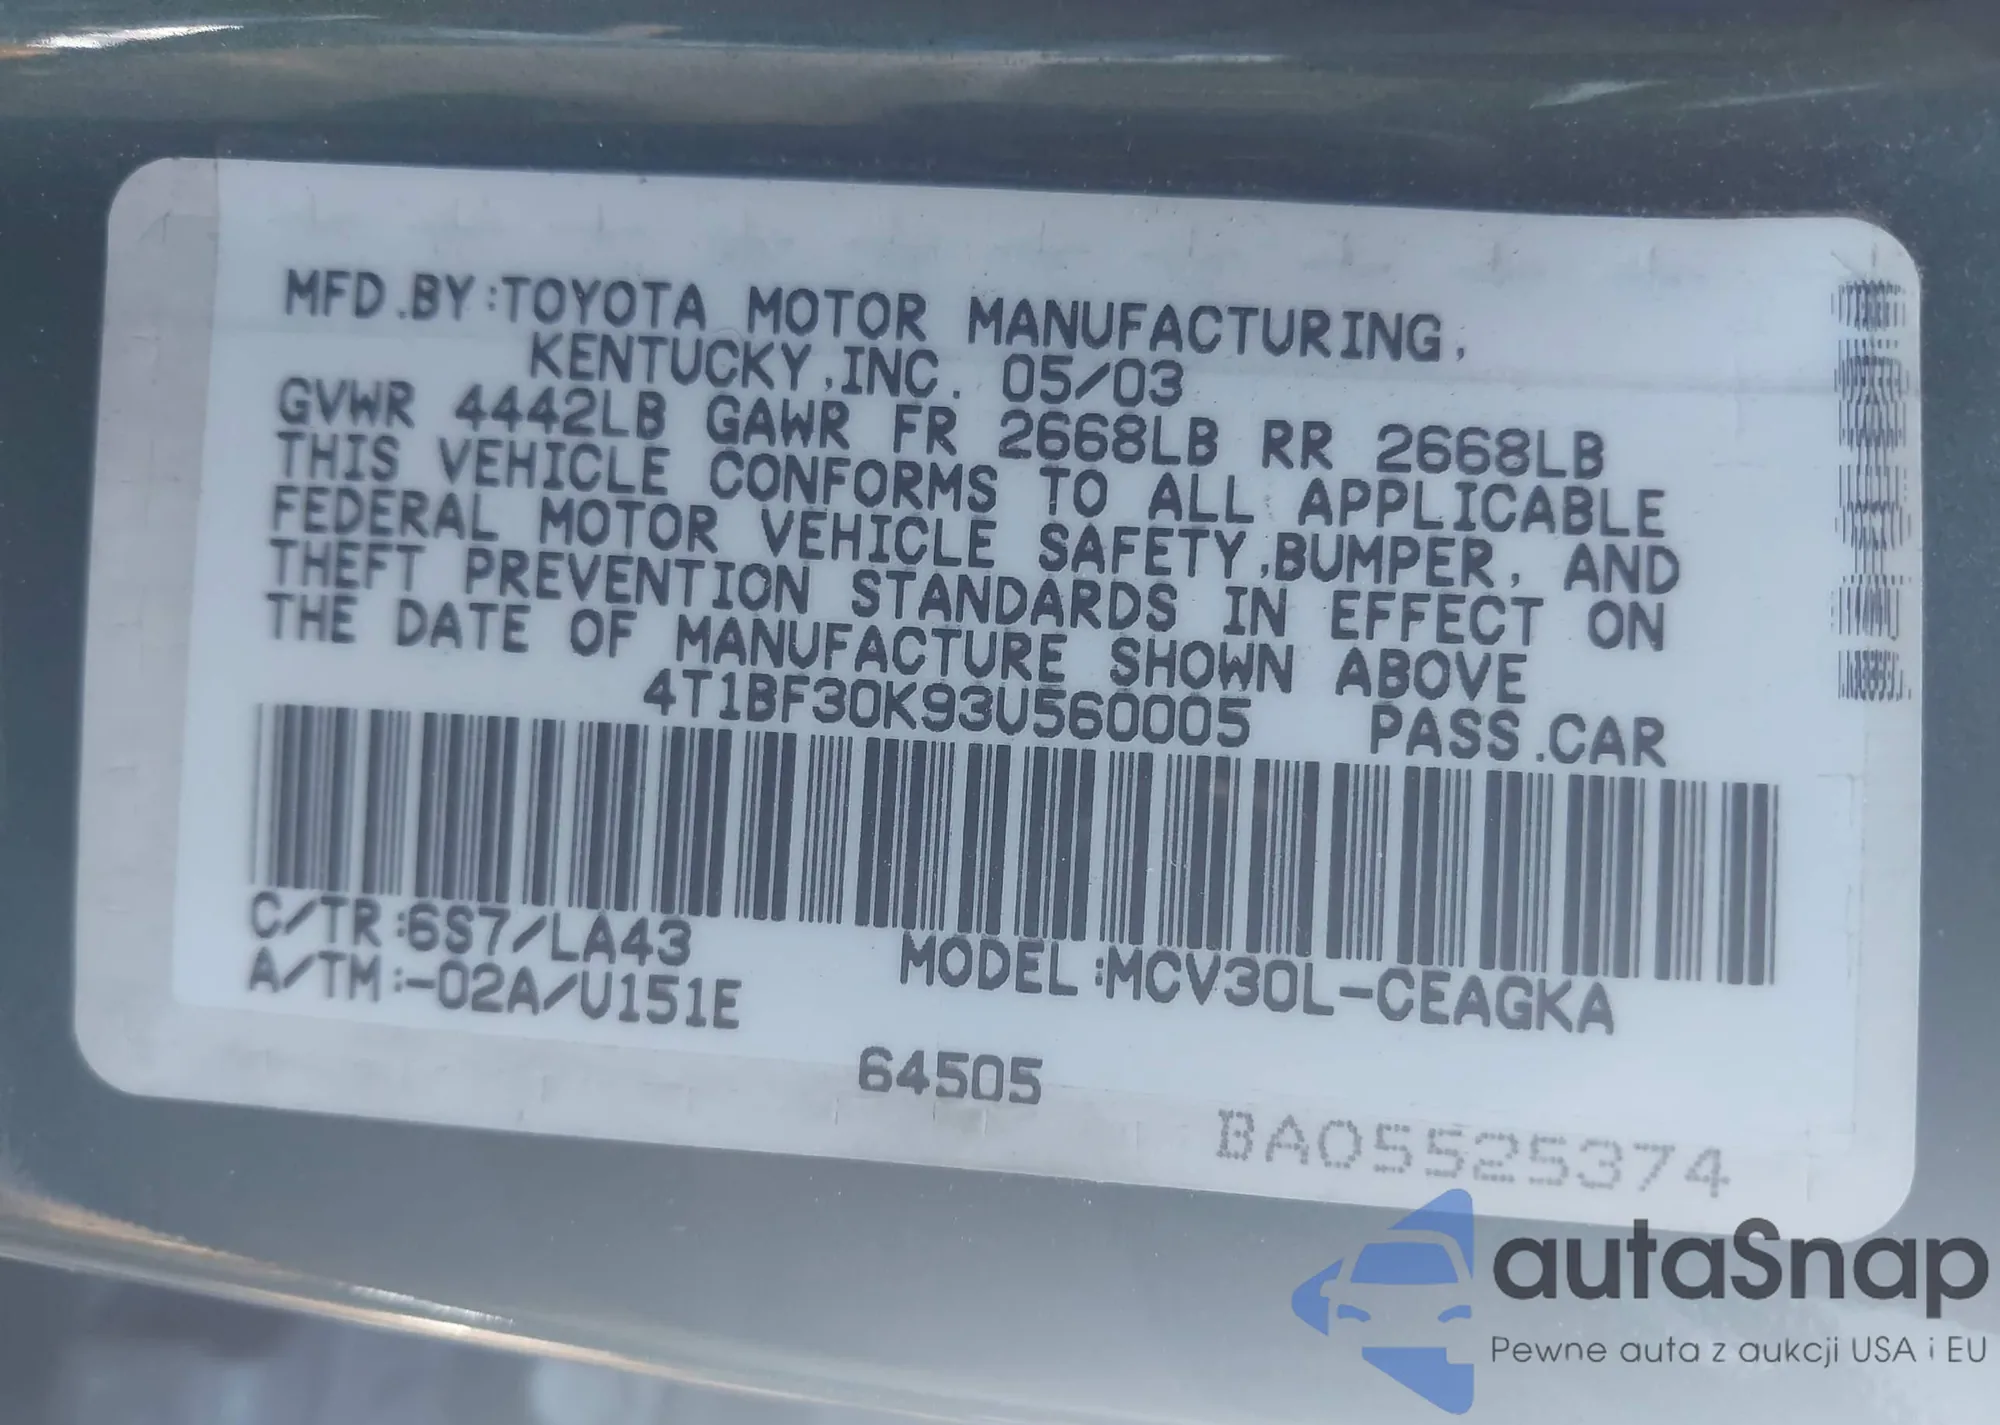 MFD.BY:TOYOTA MOTOR MANUFACTURING,
KENTUCKY,INC. 05/03
GVWR 4442LB GAWR FR 2668LB RR 2668LB
THIS VEHICLE CONFORMS TO ALL APPLICABLE
FEDERAL MOTOR VEHICLE SAFETY,BUMPER, AND
THEFT PREVENTION STANDARDS IN EFFECT ON
THE DATE OF MANUFACTURE SHOWN ABOVE
4T1BF30K93U560005 PASS.CAR
C/TR:6S7/LA43
A/TM:-02A/U151E
MODEL:MCV30L-CEAGKA
64505
BA05525374
autaSnap
Pewne auta z aukcji USA i EU